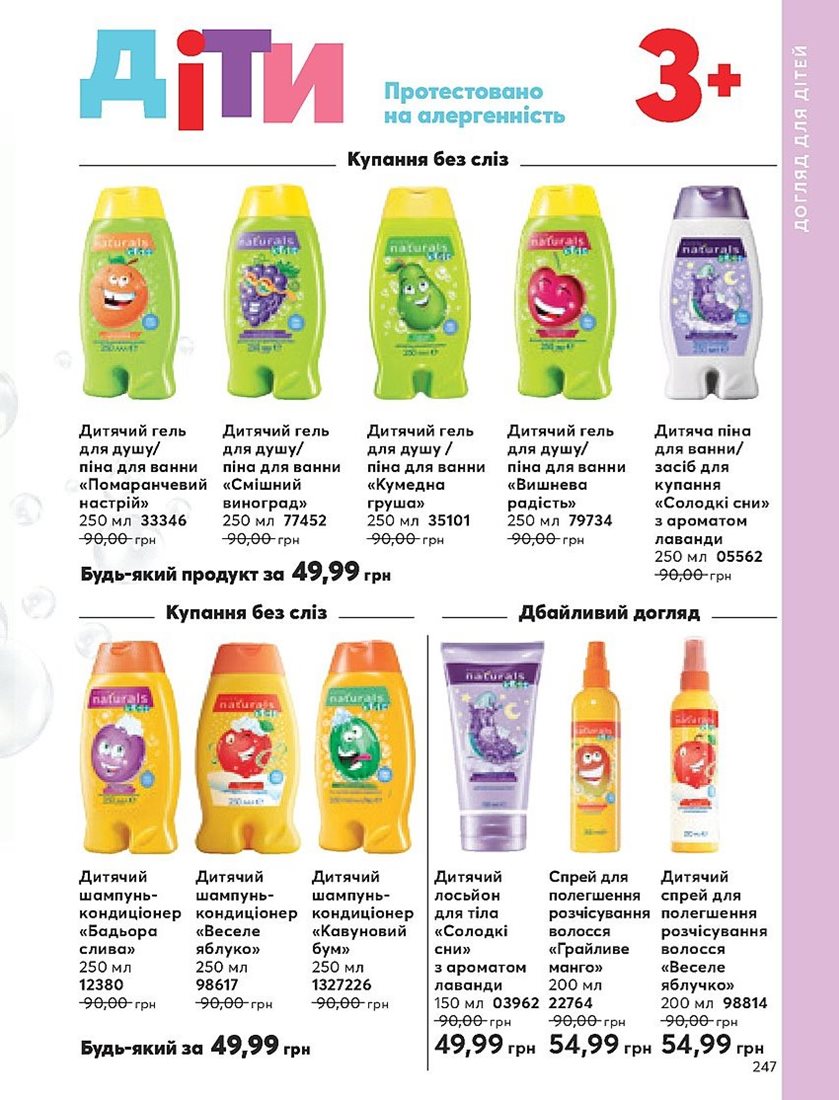 Діти
Протестовано
на алергенність
3+
ДОГЛЯД ДЛЯ ДІТЕЙ
Купання без сліз
naturals
naturals
naturals
naturals
naturals
Дитячий гель
для душу/
піна для ванни
«Помаранчевий
настрій»
250 мл 33346
90,00 грн
Дитячий гель
для душу/
піна для ванни
«Смішний
виноград»
250 мл 77452
90,00 грн
Дитячий гель
для душу /
піна для ванни
«Кумедна
груша»
250 мл 35101
90,00 грн
Дитячий гель
для душу/
піна для ванни
«Вишнева
радість»
250 мл 79734
90,00 грн
Дитяча піна
для ванни/
засіб для
купання
«Солодкі сни»
з ароматом
лаванди
250 мл 05562
90,00 грн
Будь-який продукт за 49,99 грн
Купання без сліз
naturals
naturals
naturals
Дитячий
шампунь-
кондиціонер
«Бадьора
слива»
250 мл
12380
90,00 грн
Дитячий
шампунь-
кондиціонер
«Веселе
яблуко»
250 мл
98617
90,00 грн
Дитячий
шампунь-
кондиціонер
«Кавуновий
бум»
250 мл
1327226
90,00 грн
Будь-який за 49,99 грн
Дбайливий догляд
naturals
naturals
naturals
Дитячий
лосьйон
для тіла
«Солодкі
сни»
з ароматом
лаванди
150 мл 03962
90,00 грн
49,99 грн
Спрей для
полегшення
розчісування
волосся
«Грайливе
манго»
200 мл
22764
90,00 грн
54,99 грн
Дитячий
спрей для
полегшення
розчісування
волосся
«Веселе
яблучко»
200 мл 98814
90,00 грн
54,99 грн
247